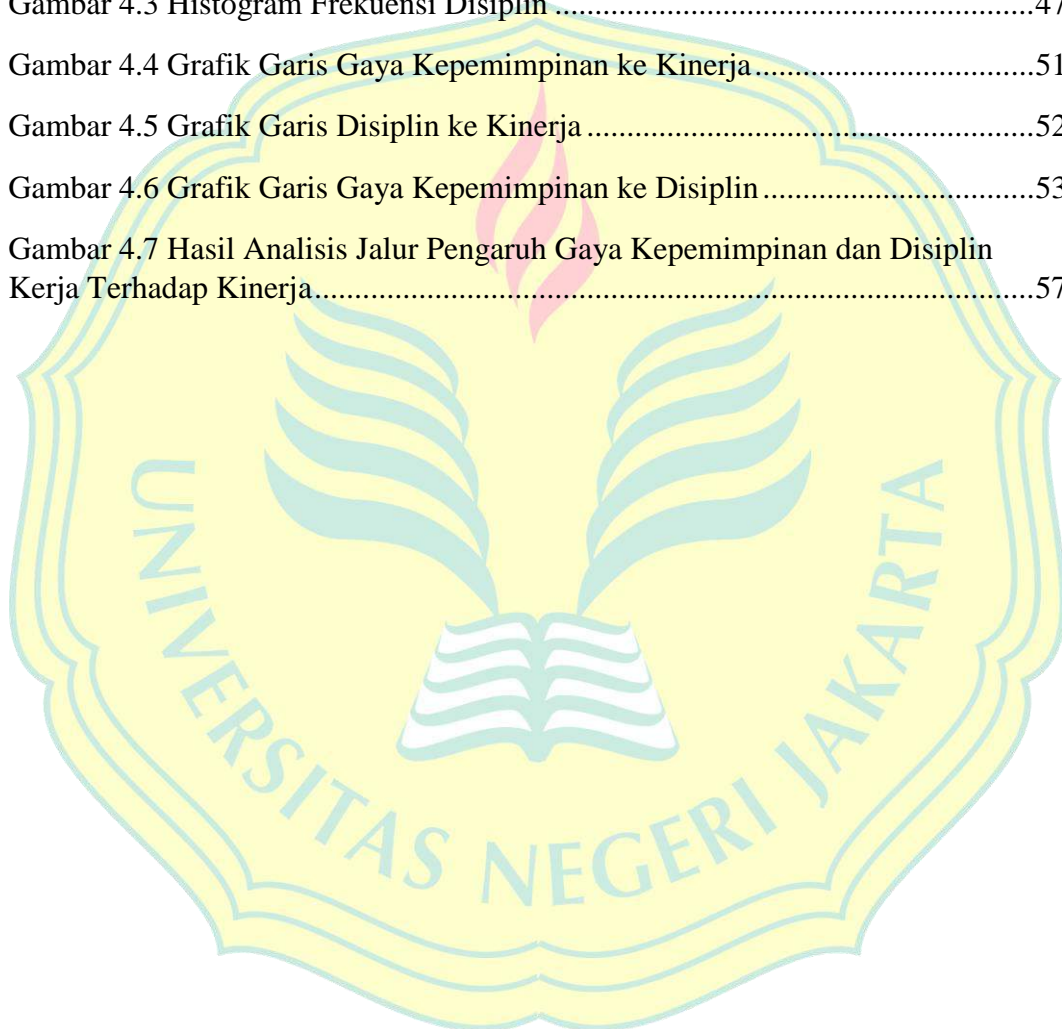 Gambar 4.3 Histogram Frekuensi Disiplin ............................................................47
Gambar 4.4 Grafik Garis Gaya Kepemimpinan ke Kinerja...................................51
Gambar 4.5 Grafik Garis Disiplin ke Kinerja .......................................................52
Gambar 4.6 Grafik Garis Gaya Kepemimpinan ke Disiplin .................................53
Gambar 4.7 Hasil Analisis Jalur Pengaruh Gaya Kepemimpinan dan Disiplin
Kerja Terhadap Kinerja.........................................................................................57
UNIVERSITAS NEGERI JAKARTA